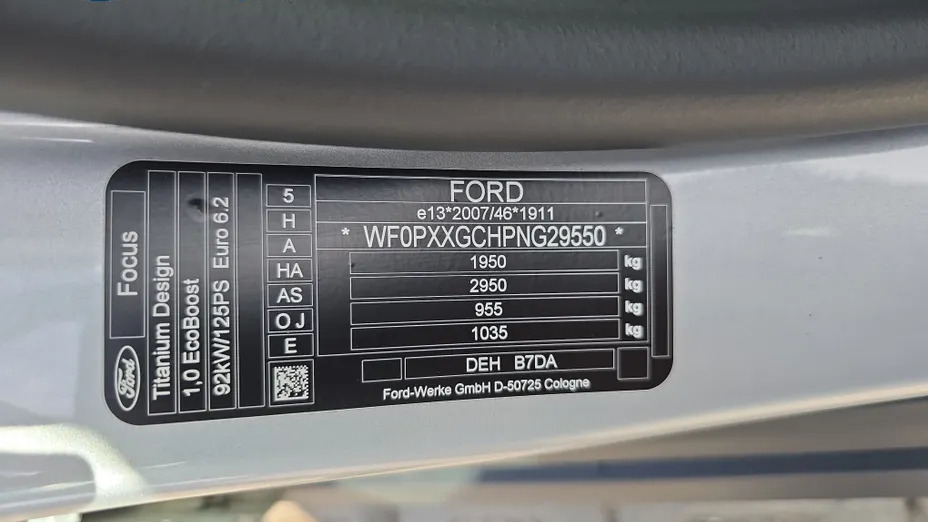 Focus
Ford
Titanium Design
1,0 EcoBoost
92kW/125PS Euro 6.2
5
H
A
HA
AS
O J
E
FORD
e13*2007/46*1911
* WF0PXXGCHPNG29550 *
1950 kg
2950 kg
955 kg
1035 kg
DEH B7DA
Ford-Werke GmbH D-50725 Cologne